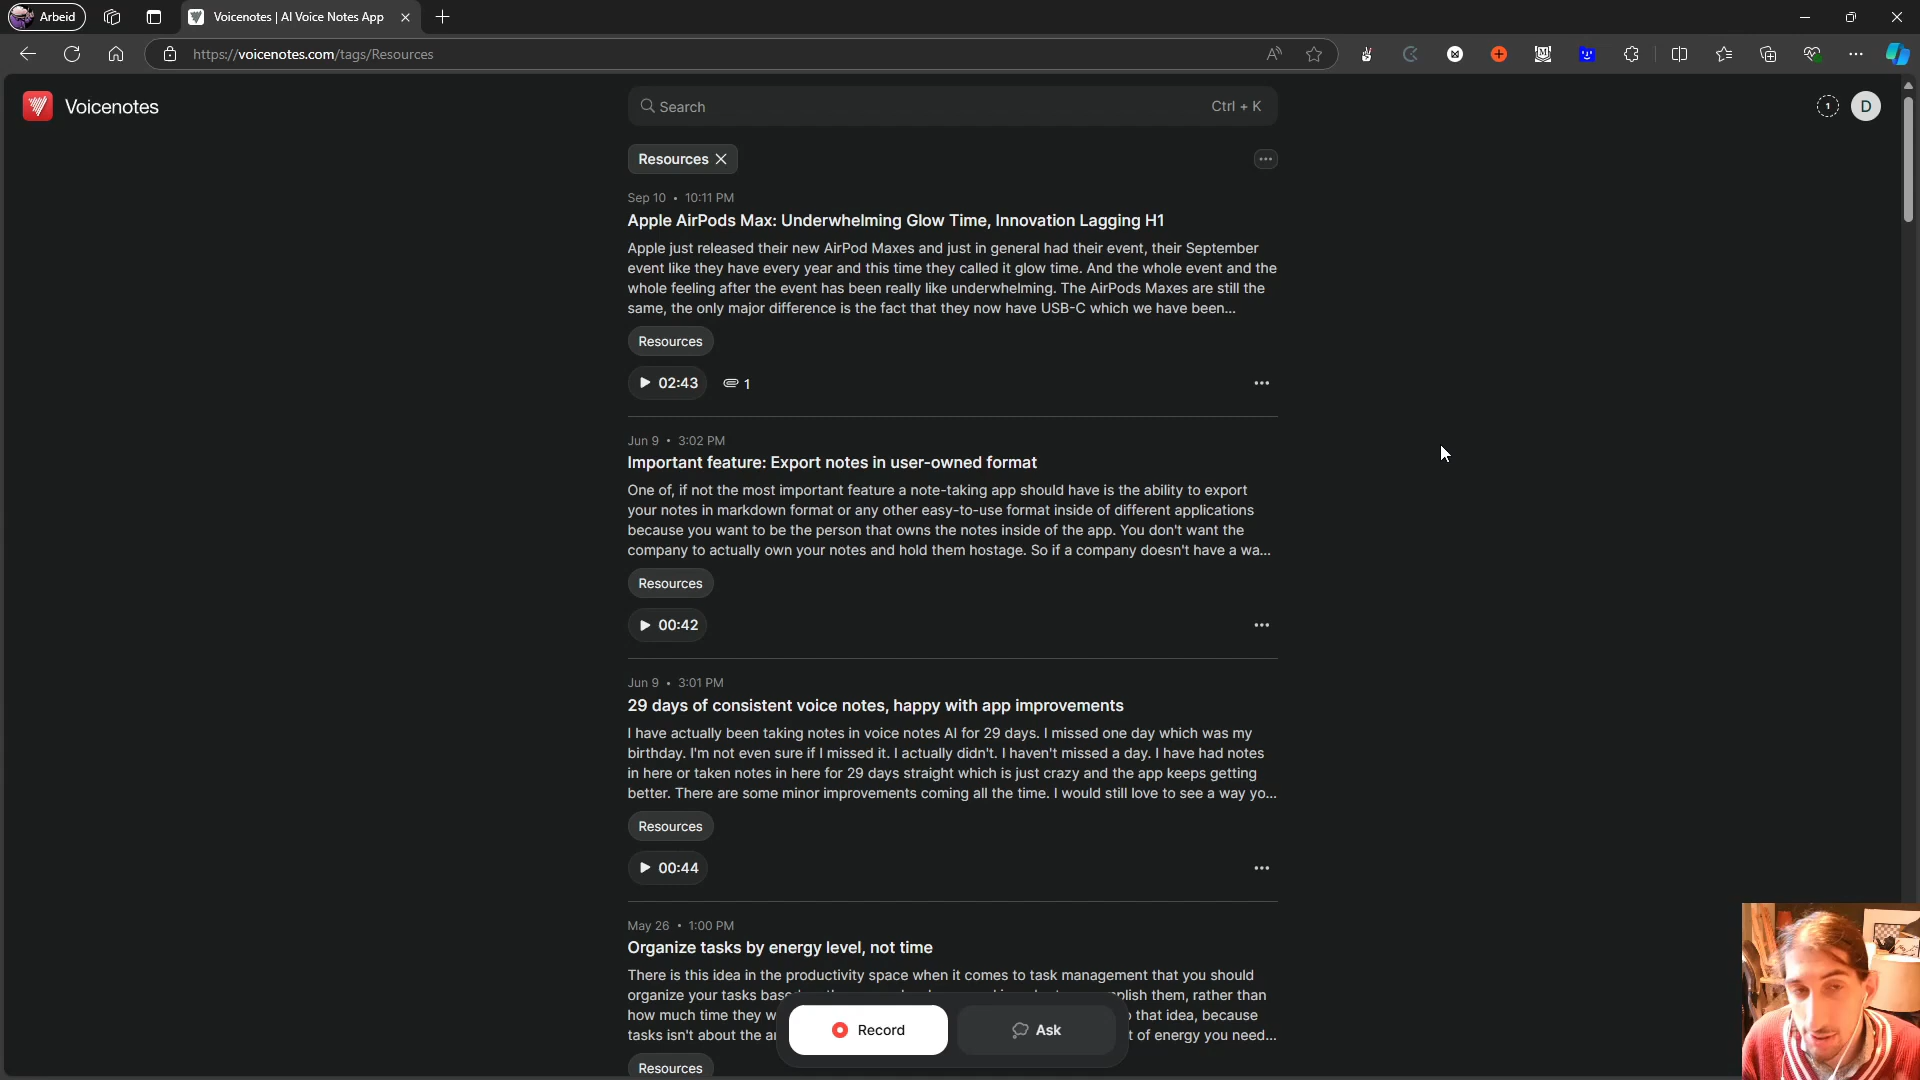 Arbeid
Voicenotes | AI Voice Notes App
https://voicenotes.com/tags/Resources
Voicenotes
Search
Ctrl + K
1
D
Resources
Sep 10 • 10:11 PM
Apple AirPods Max: Underwhelming Glow Time, Innovation Lagging H1
Apple just released their new AirPod Maxes and just in general had their event, their September
event like they have every year and this time they called it glow time. And the whole event and the
whole feeling after the event has been really like underwhelming. The AirPods Maxes are still the
same, the only major difference is the fact that they now have USB-C which we have been...
Resources
02:43
1
Jun 9 • 3:02 PM
Important feature: Export notes in user-owned format
One of, if not the most important feature a note-taking app should have is the ability to export
your notes in markdown format or any other easy-to-use format inside of different applications
because you want to be the person that owns the notes inside of the app. You don't want the
company to actually own your notes and hold them hostage. So if a company doesn't have a wa...
Resources
00:42
Jun 9 • 3:01 PM
29 days of consistent voice notes, happy with app improvements
I have actually been taking notes in voice notes AI for 29 days. I missed one day which was my
birthday. I'm not even sure if I missed it. I actually didn't. I haven't missed a day. I have had notes
in here or taken notes in here for 29 days straight which is just crazy and the app keeps getting
better. There are some minor improvements coming all the time. I would still love to see a way yo...
Resources
00:44
May 26 • 1:00 PM
Organize tasks by energy level, not time
There is this idea in the productivity space when it comes to task management that you should
organize your tasks them, rather than
how much time they that idea, because
tasks isn't about the of energy you need...
Record
Ask
Resources